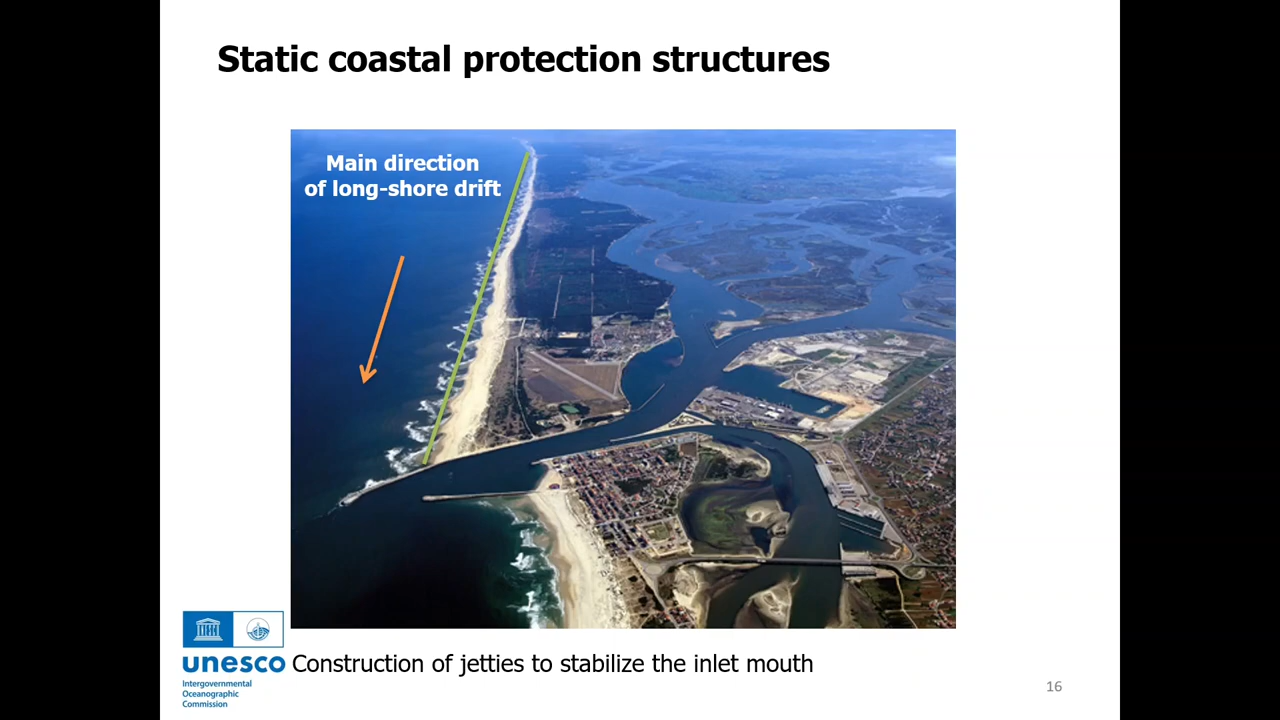 Static coastal protection structures
Main direction
of long-shore drift
unesco
Intergovernmental
Oceanographic
Commission
Construction of jetties to stabilize the inlet mouth
16